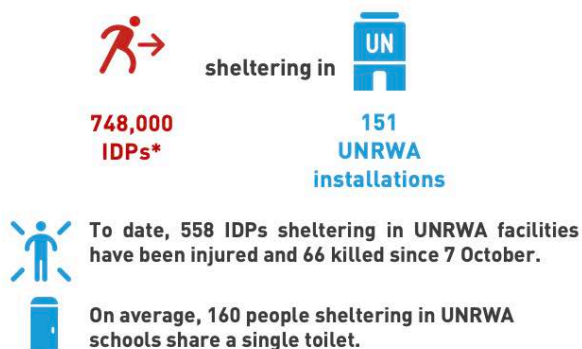 UN
sheltering in
748,000
IDPs*
151
UNRWA
installations
To date, 558 IDPs sheltering in UNRWA facilities
have been injured and 66 killed since 7 October.
On average, 160 people sheltering in UNRWA
schools share a single toilet.